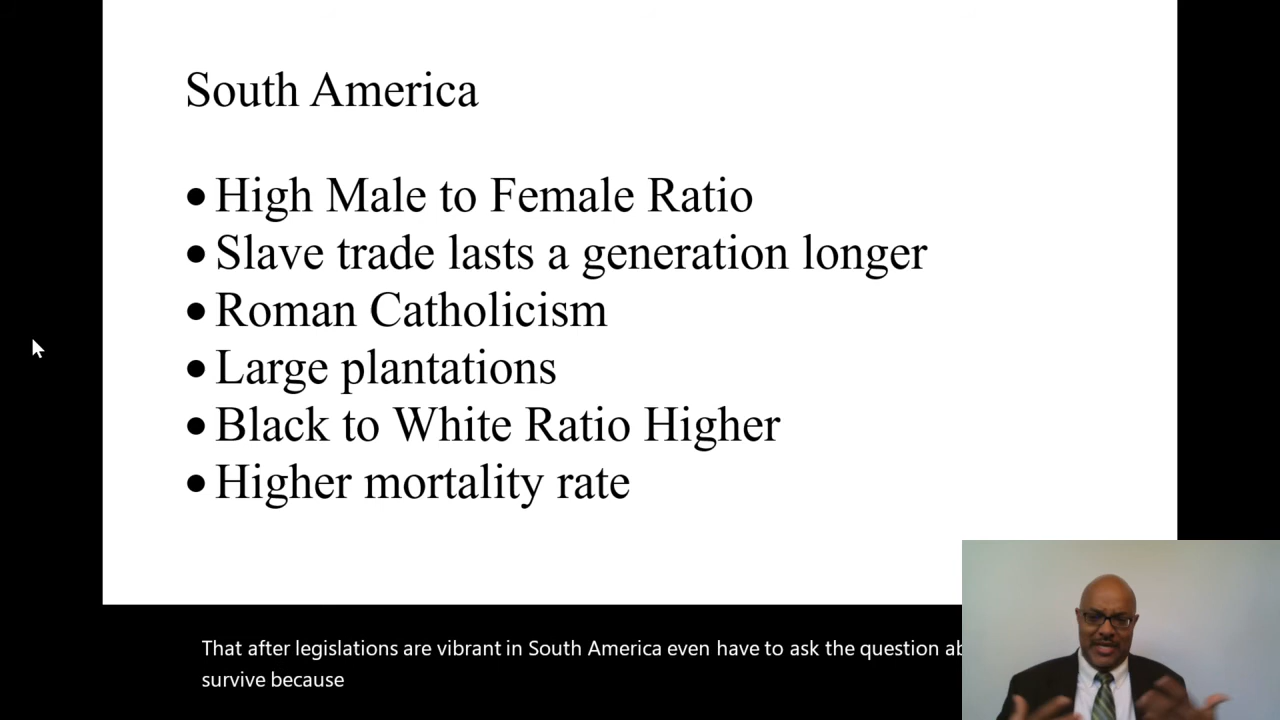 South America
• High Male to Female Ratio
• Slave trade lasts a generation longer
• Roman Catholicism
• Large plantations
• Black to White Ratio Higher
• Higher mortality rate
That after legislations are vibrant in South America even have to ask the question
survive because